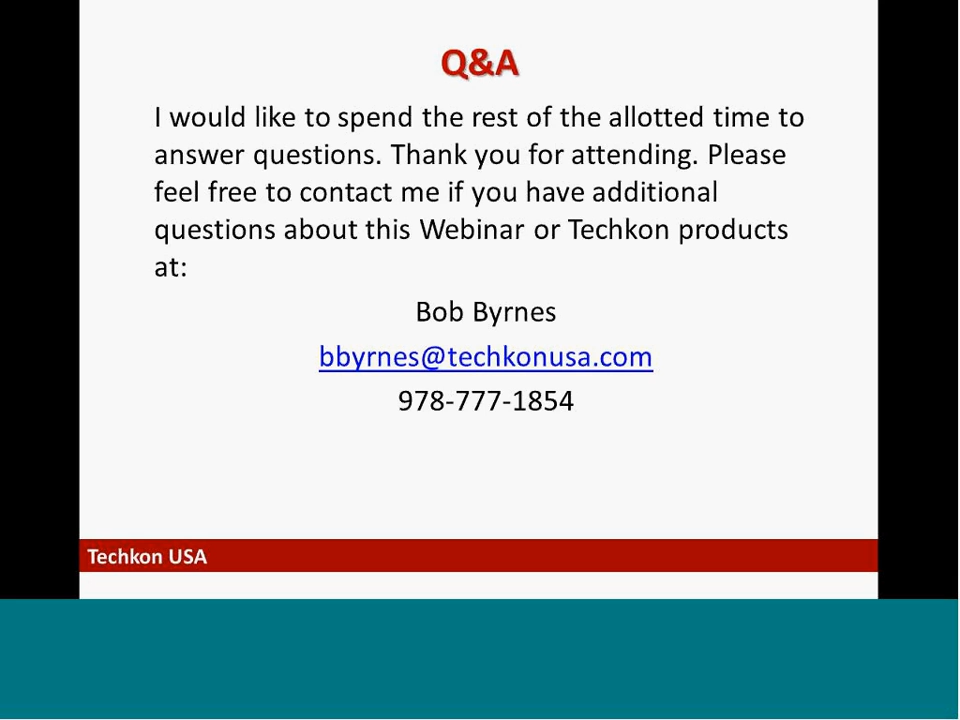 Q&A
I would like to spend the rest of the allotted time to
answer questions. Thank you for attending. Please
feel free to contact me if you have additional
questions about this Webinar or Techkon products
at:
Bob Byrnes
bbyrnes@techkonusa.com
978-777-1854
Techkon USA